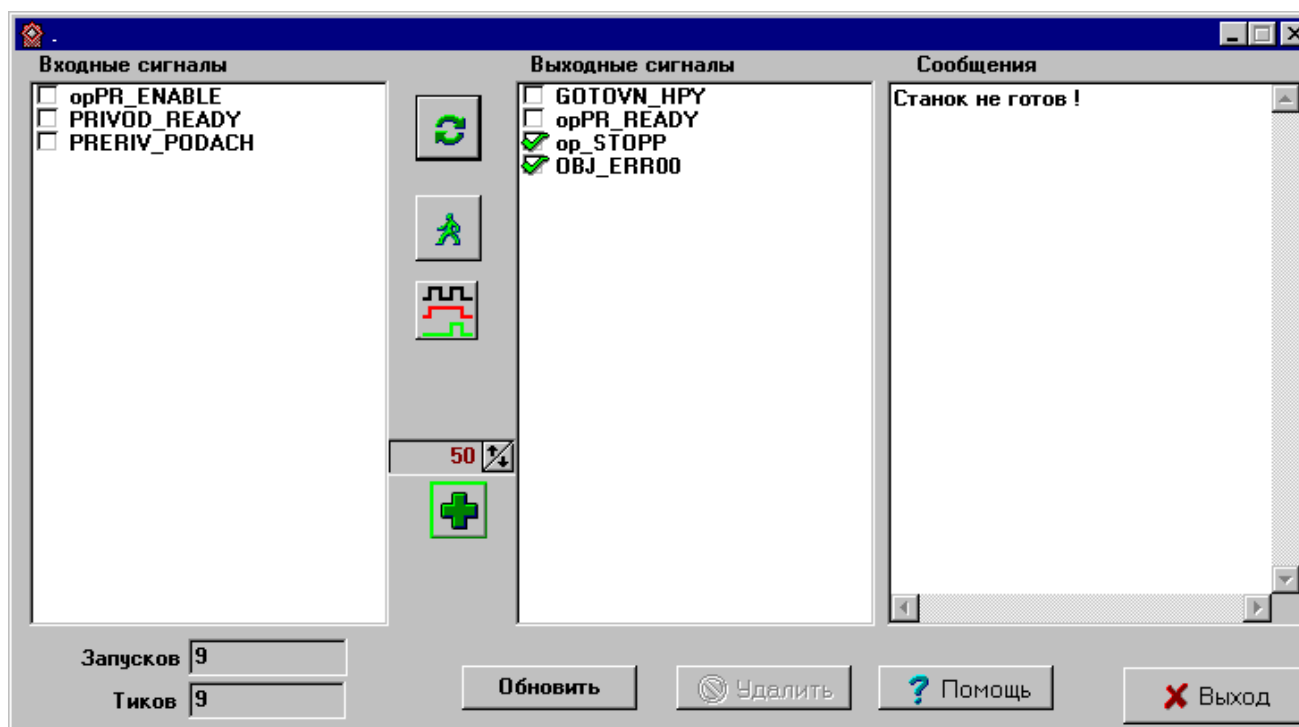 .
Входные сигналы
opPR_ENABLE
PRIVOD_READY
PRERIV_PODACH
50
Выходные сигналы
GOTOVN_HPY
opPR_READY
op_STOPP
OBJ_ERR00
Сообщения
Станок не готов !
Запусков 9
Тиков 9
Обновить
Удалить
? Помощь
Выход